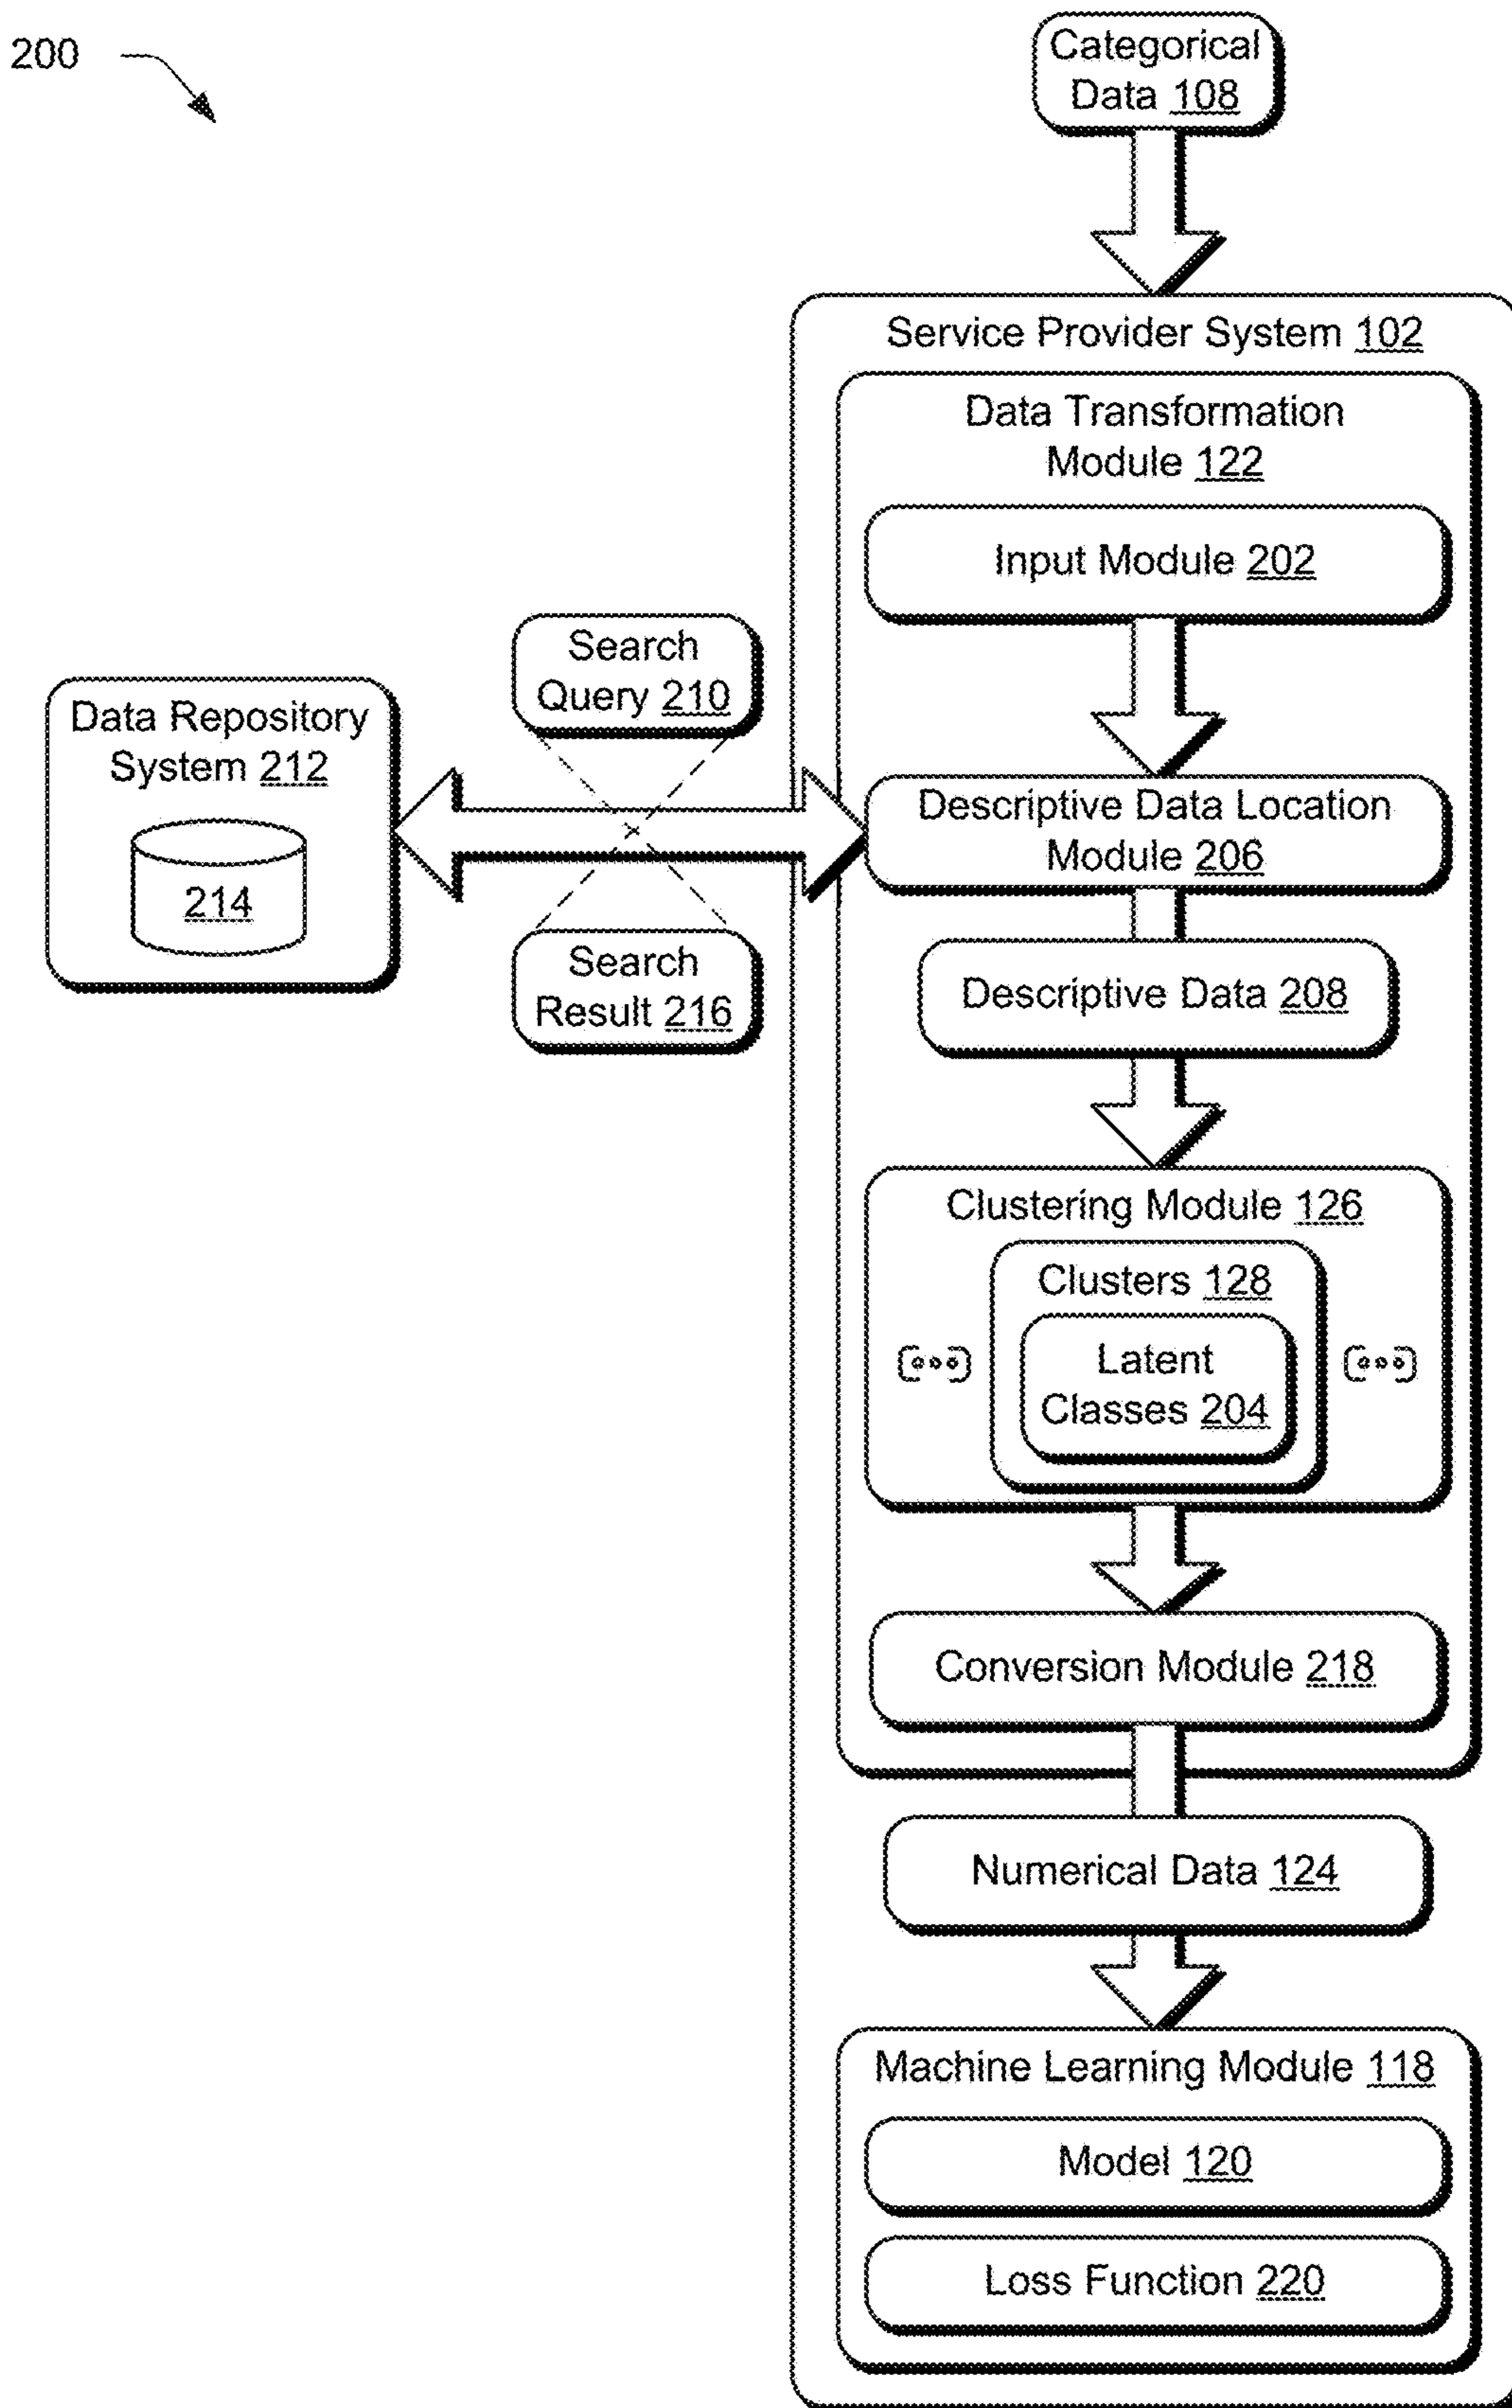 200
Categorical
Data 108
Service Provider System 102
Data Transformation
Module 122
Input Module 202
Search
Query 210
Data Repository
System 212
214
Descriptive Data Location
Module 206
Search
Result 216
Descriptive Data 208
Clustering Module 126
Clusters 128
Latent
Classes 204
Conversion Module 218
Numerical Data 124
Machine Learning Module 118
Model 120
Loss Function 220